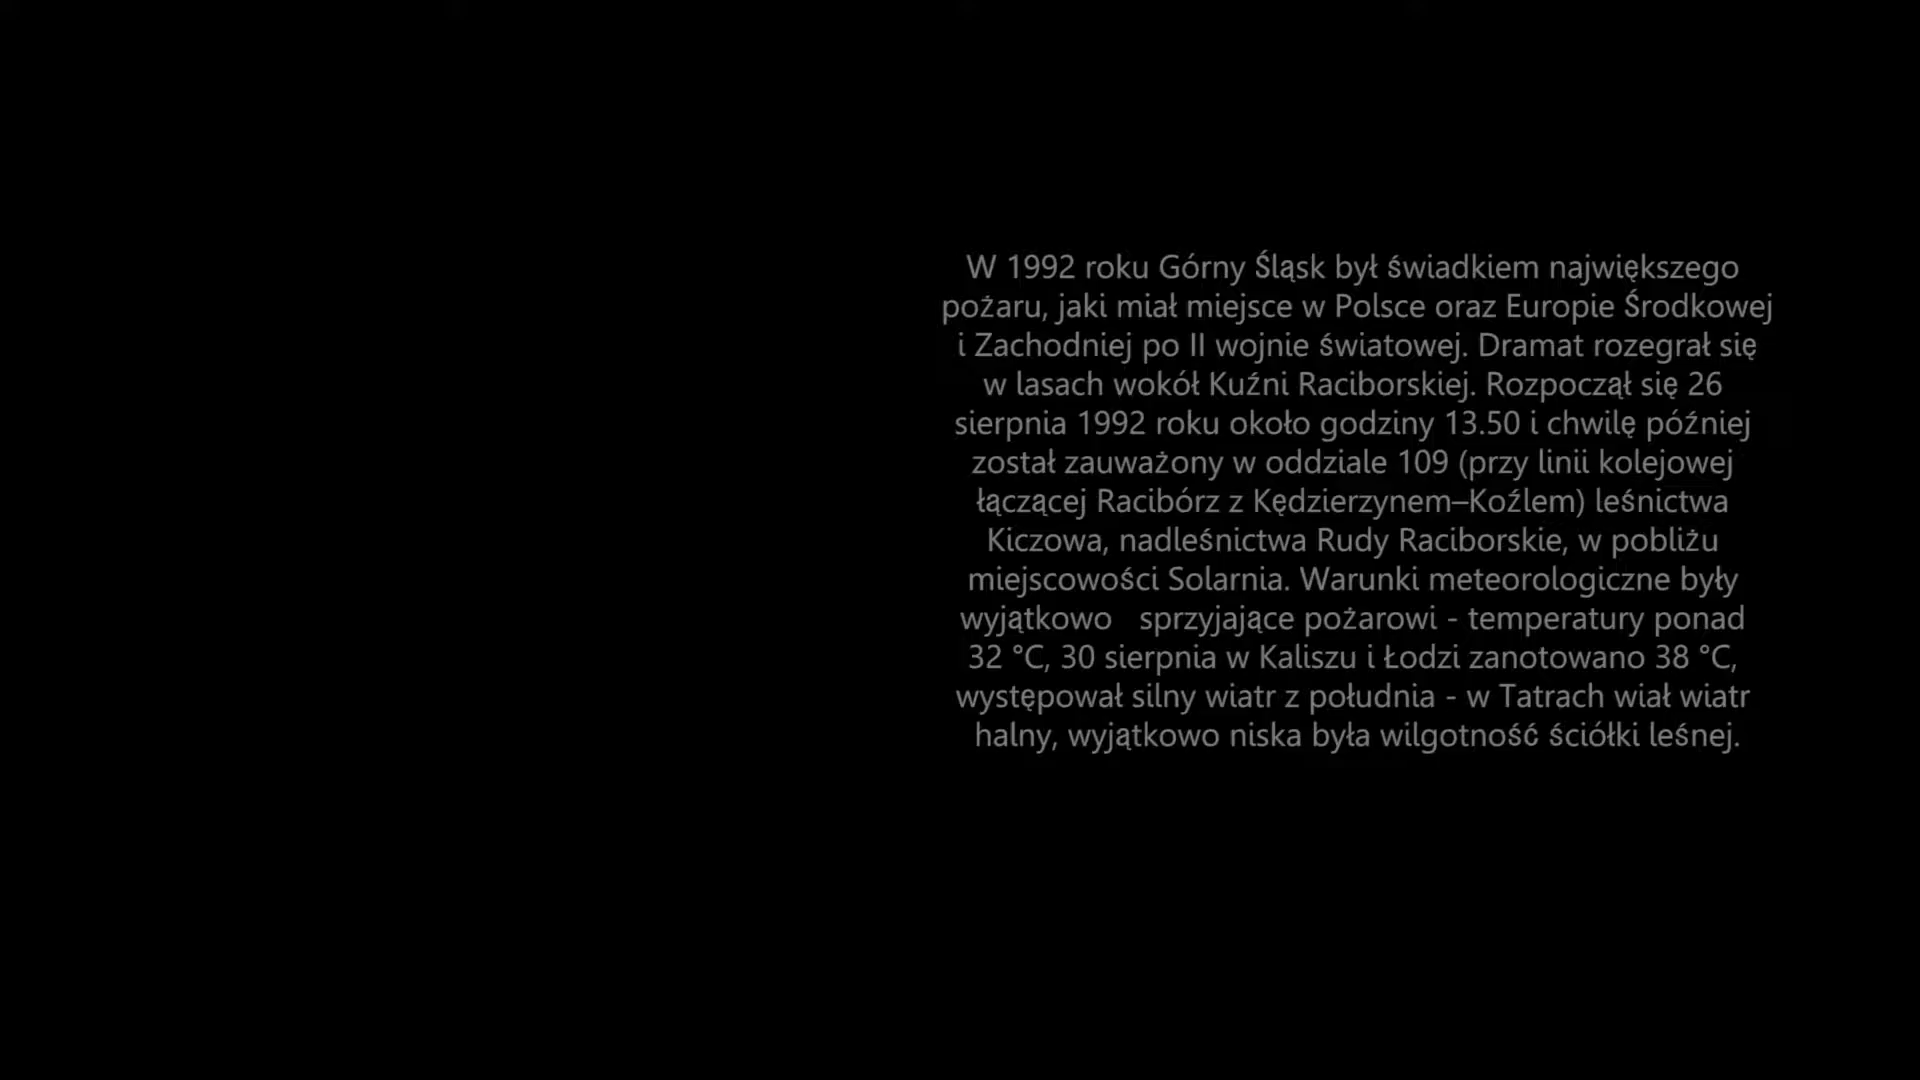 W 1992 roku Górny Śląsk był świadkiem największego
pożaru, jaki miał miejsce w Polsce oraz Europie Środkowej
i Zachodniej po II wojnie światowej. Dramat rozegrał się
w lasach wokół Kuźni Raciborskiej. Rozpoczął się 26
sierpnia 1992 roku około godziny 13.50 i chwilę później
został zauważony w oddziale 109 (przy linii kolejowej
łączącej Racibórz z Kędzierzynem–Koźlem) leśnictwa
Kiczowa, nadleśnictwa Rudy Raciborskie, w pobliżu
miejscowości Solarnia. Warunki meteorologiczne były
wyjątkowo   sprzyjające pożarowi - temperatury ponad
32 °C, 30 sierpnia w Kaliszu i Łodzi zanotowano 38 °C,
występował silny wiatr z południa - w Tatrach wiał wiatr
halny, wyjątkowo niska była wilgotność ściółki leśnej.